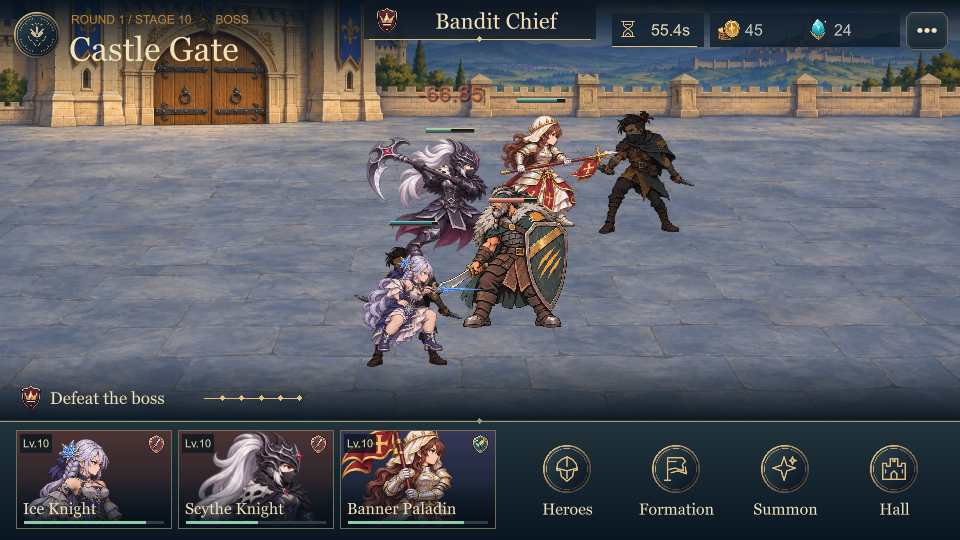 ROUND 1 / STAGE 10 · BOSS
Castle Gate
Bandit Chief
55.4s
45
24
66.85
Defeat the boss
Lv.10
Ice Knight
Lv.10
Scythe Knight
Lv.10
Banner Paladin
Heroes
Formation
Summon
Hall